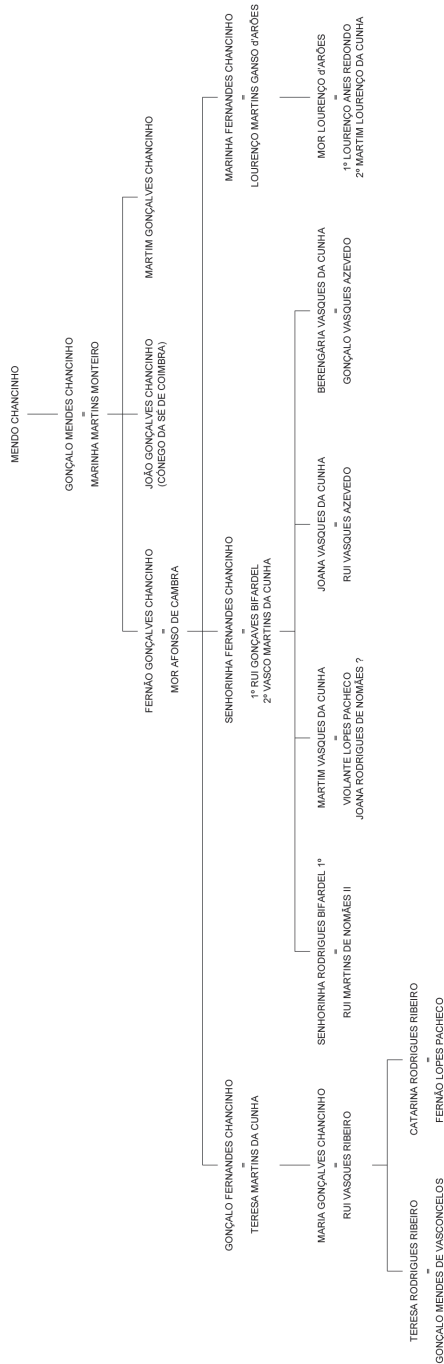 MENDO CHANCINHO
GONÇALO MENDES CHANCINHO
=
MARINHA MARTINS MONTEIRO
FERNÃO GONÇALVES CHANCINHO
=
MOR AFONSO DE CAMBRA
JOÃO GONÇALVES CHANCINHO
(CÓNEGO DA SÉ DE COIMBRA)
MARTIM GONÇALVES CHANCINHO
GONÇALO FERNANDES CHANCINHO
=
TERESA MARTINS DA CUNHA
SENHORINHA FERNANDES CHANCINHO
=
1º RUI GONÇAVES BIFARDEL
2º VASCO MARTINS DA CUNHA
MARINHA FERNANDES CHANCINHO
=
LOURENÇO MARTINS GANSO d'ARÕES
MARIA GONÇALVES CHANCINHO
=
RUI VASQUES RIBEIRO
SENHORINHA RODRIGUES BIFARDEL 1º
=
RUI MARTINS DE NOMÃES II
MARTIM VASQUES DA CUNHA
=
VIOLANTE LOPES PACHECO
JOANA RODRIGUES DE NOMÃES ?
JOANA VASQUES DA CUNHA
=
RUI VASQUES AZEVEDO
BERENGÁRIA VASQUES DA CUNHA
=
GONÇALO VASQUES AZEVEDO
MOR LOURENÇO d'ARÕES
=
1º LOURENÇO ANES REDONDO
2º MARTIM LOURENÇO DA CUNHA
TERESA RODRIGUES RIBEIRO
=
GONÇALO MENDES DE VASCONCELOS
CATARINA RODRIGUES RIBEIRO
=
FERNÃO LOPES PACHECO